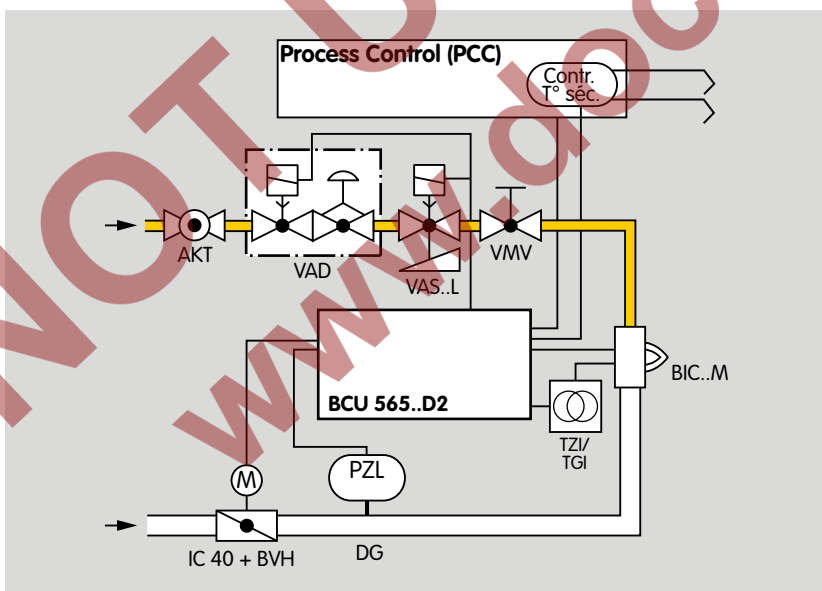 Process Control (PCC)
Contr.
T° séc.
AKT
VAD
VAS..L
VMV
BCU 565..D2
BIC..M
TZI/
TGI
M
PZL
IC 40 + BVH
DG
NOT U
www.doc